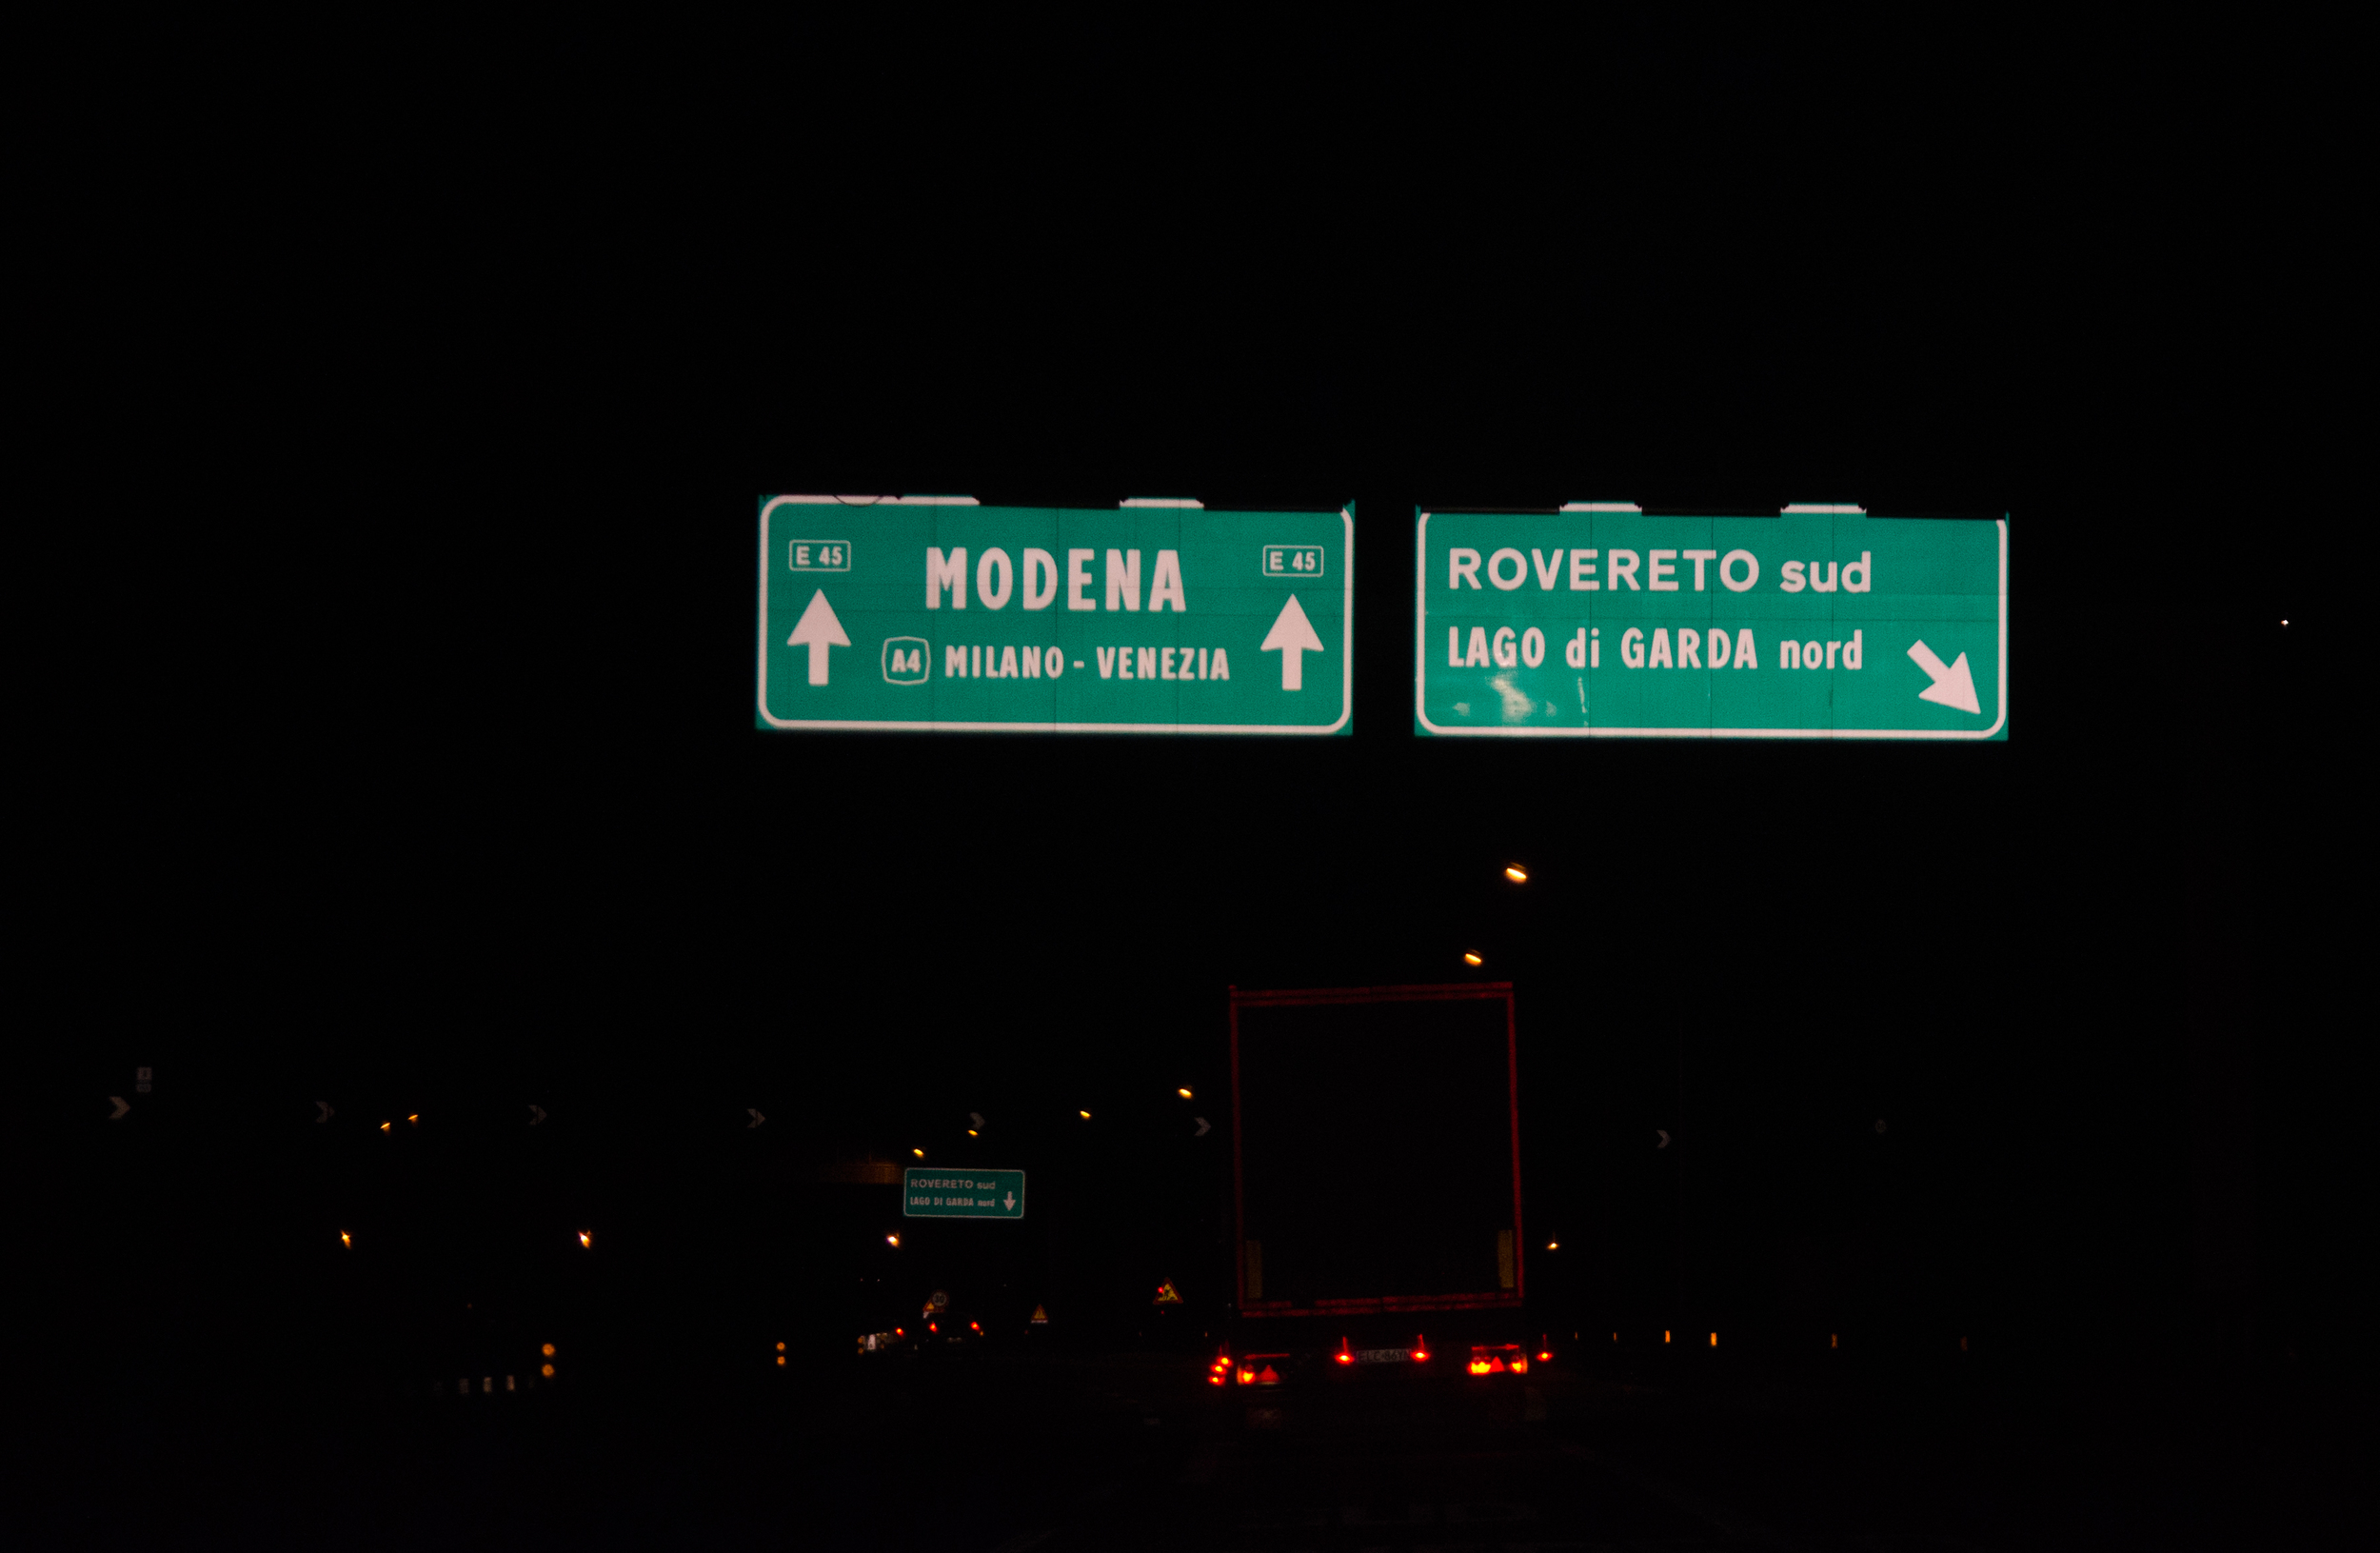 E 45
MODENA
E 45
A4 MILANO - VENEZIA
ROVERETO sud
LAGO di GARDA nord
ROVERETO sud
LAGO DI GARDA nord